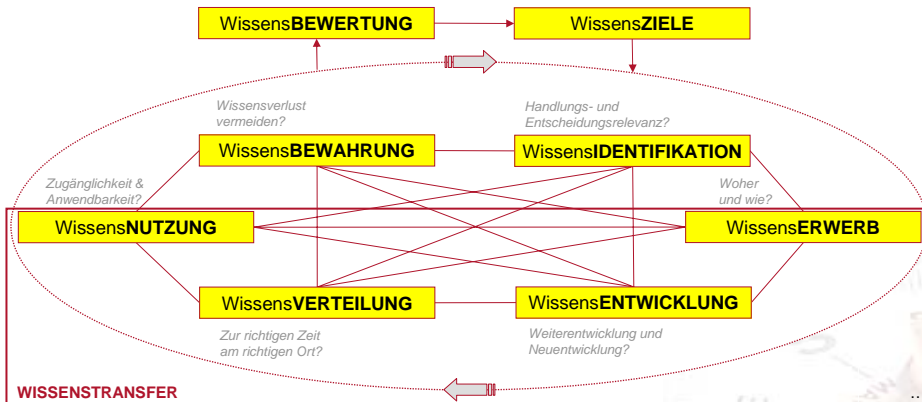 WissensBEWERTUNG
WissensZIELE
Wissensverlust
vermeiden?
Handlungs- und
Entscheidungsrelevanz?
WissensBEWAHRUNG
WissensIDENTIFIKATION
Zugänglichkeit &
Anwendbarkeit?
Woher
und wie?
WissensNUTZUNG
WissensERWERB
WissensVERTEILUNG
WissensENTWICKLUNG
Zur richtigen Zeit
am richtigen Ort?
Weiterentwicklung und
Neuentwicklung?
WISSENSTRANSFER
...